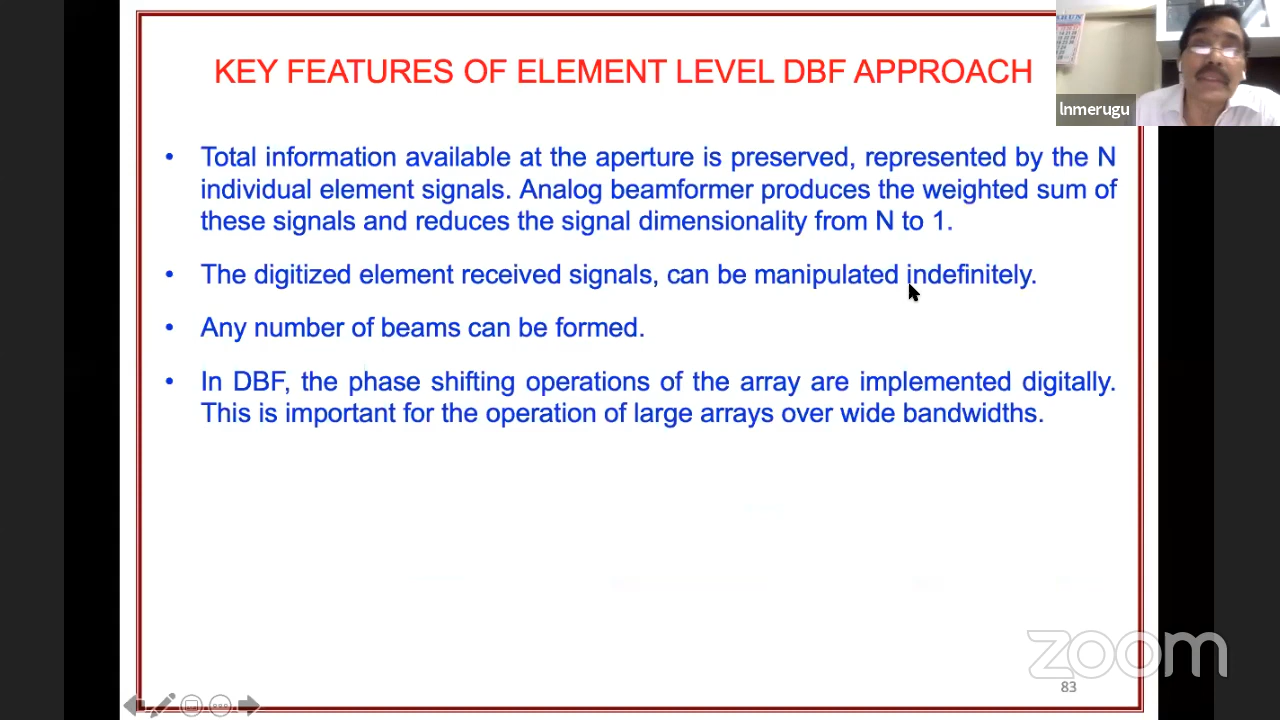 KEY FEATURES OF ELEMENT LEVEL DBF APPROACH
lnmerugu
• Total information available at the aperture is preserved, represented by the N
individual element signals. Analog beamformer produces the weighted sum of
these signals and reduces the signal dimensionality from N to 1.
• The digitized element received signals, can be manipulated indefinitely.
• Any number of beams can be formed.
• In DBF, the phase shifting operations of the array are implemented digitally.
This is important for the operation of large arrays over wide bandwidths.
zoom
83